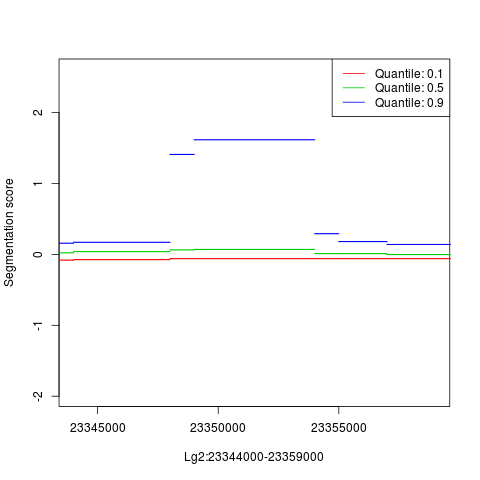 Quantile: 0.1
Quantile: 0.5
Quantile: 0.9
Segmentation score
2
1
0
-1
-2
23345000 23350000 23355000
Lg2:23344000-23359000